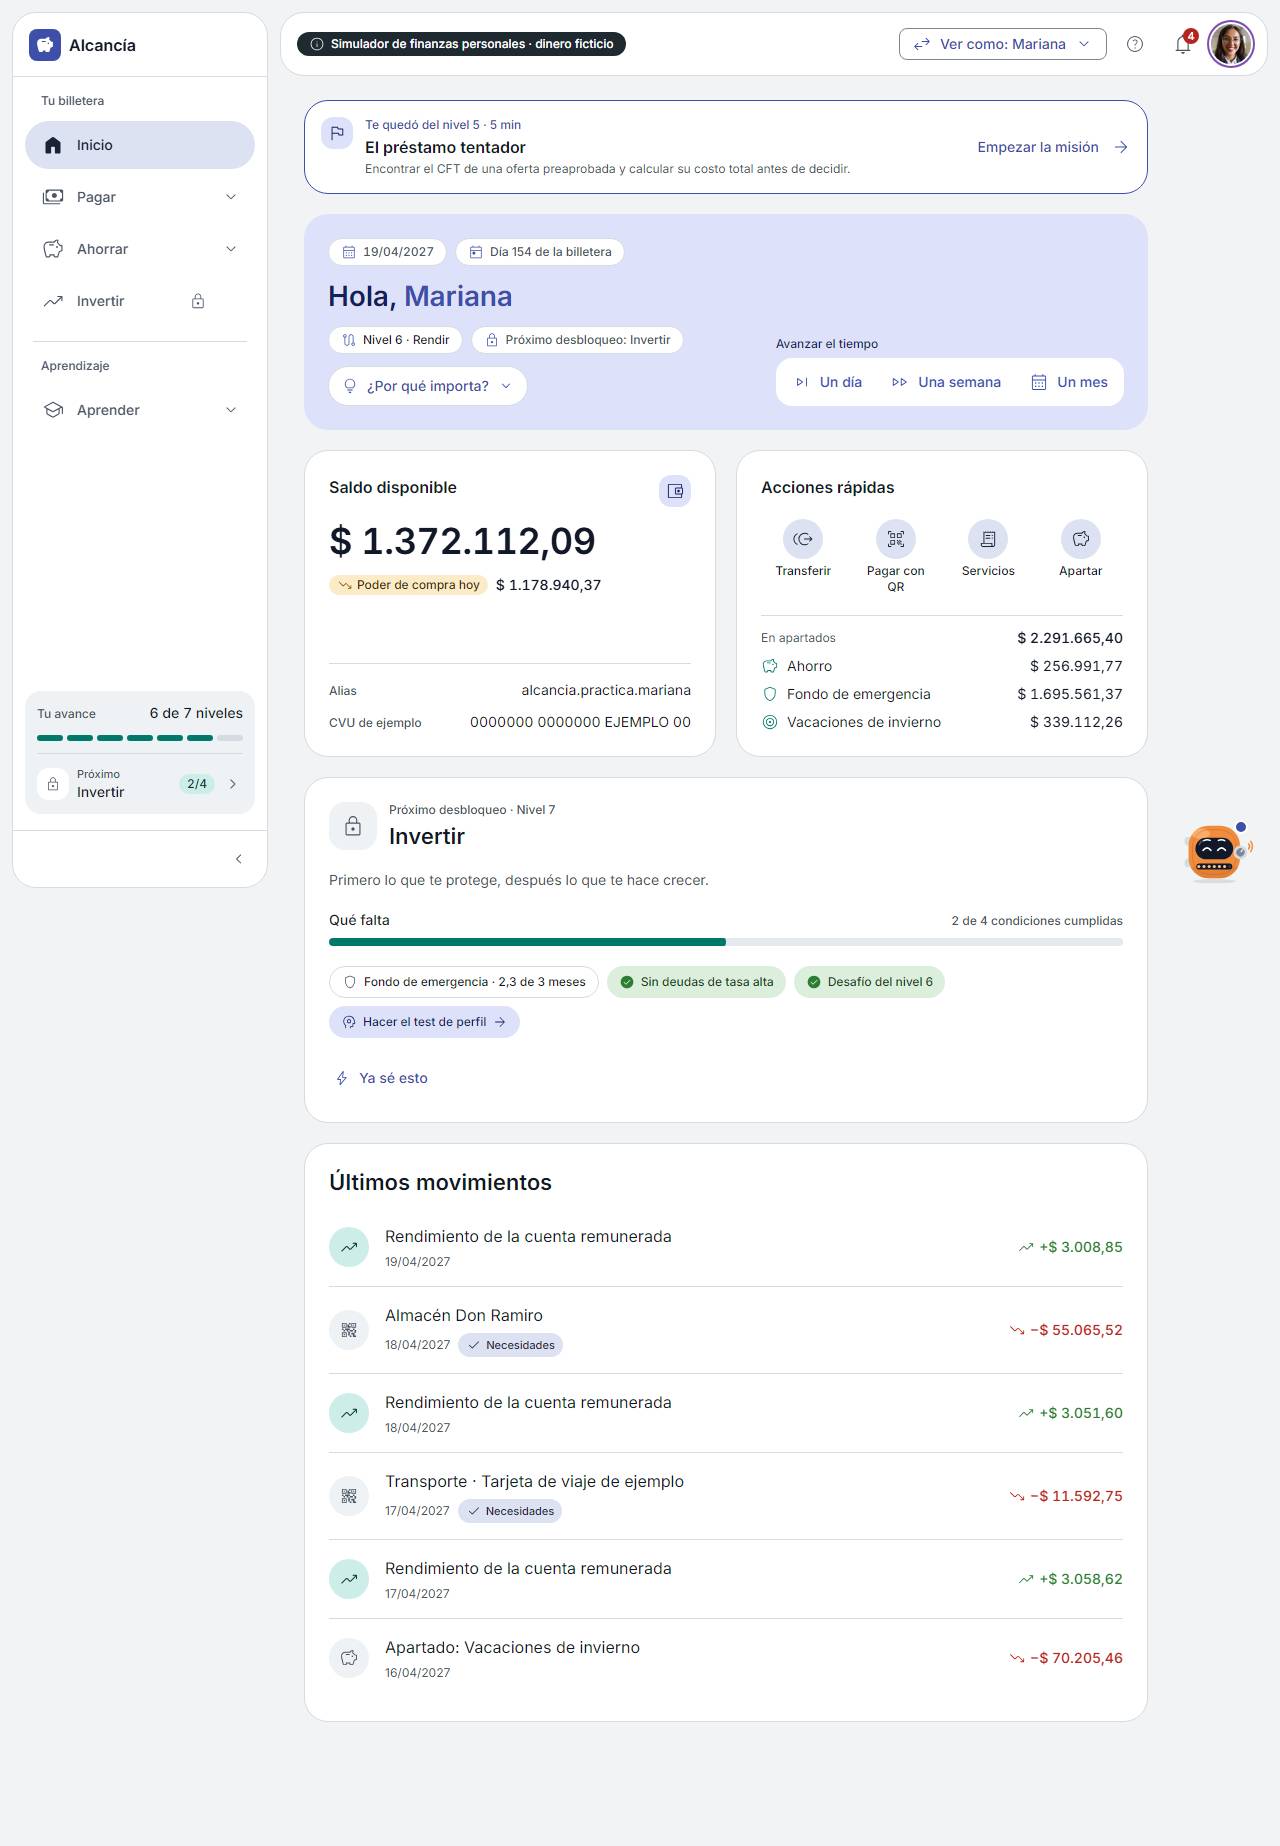 Alcancía
Tu billetera
Inicio
Pagar
Ahorrar
Invertir
Aprendizaje
Aprender
Tu avance
6 de 7 niveles
Próximo
Invertir
2/4
Simulador de finanzas personales · dinero ficticio
Ver como: Mariana
4
Te quedó del nivel 5 · 5 min
El préstamo tentador
Encontrar el CFT de una oferta preaprobada y calcular su costo total antes de decidir.
Empezar la misión
19/04/2027
Día 154 de la billetera
Hola, Mariana
Nivel 6 · Rendir
Próximo desbloqueo: Invertir
¿Por qué importa?
Avanzar el tiempo
Un día
Una semana
Un mes
Saldo disponible
$ 1.372.112,09
Poder de compra hoy
$ 1.178.940,37
Alias
alcancia.practica.mariana
CVU de ejemplo
0000000 0000000 EJEMPLO 00
Acciones rápidas
Transferir
Pagar con
QR
Servicios
Apartar
En apartados
$ 2.291.665,40
Ahorro
$ 256.991,77
Fondo de emergencia
$ 1.695.561,37
Vacaciones de invierno
$ 339.112,26
Próximo desbloqueo · Nivel 7
Invertir
Primero lo que te protege, después lo que te hace crecer.
Qué falta
2 de 4 condiciones cumplidas
Fondo de emergencia · 2,3 de 3 meses
Sin deudas de tasa alta
Desafío del nivel 6
Hacer el test de perfil
Ya sé esto
Últimos movimientos
Rendimiento de la cuenta remunerada
19/04/2027
+$ 3.008,85
Almacén Don Ramiro
18/04/2027
Necesidades
−$ 55.065,52
Rendimiento de la cuenta remunerada
18/04/2027
+$ 3.051,60
Transporte · Tarjeta de viaje de ejemplo
17/04/2027
Necesidades
−$ 11.592,75
Rendimiento de la cuenta remunerada
17/04/2027
+$ 3.058,62
Apartado: Vacaciones de invierno
16/04/2027
−$ 70.205,46